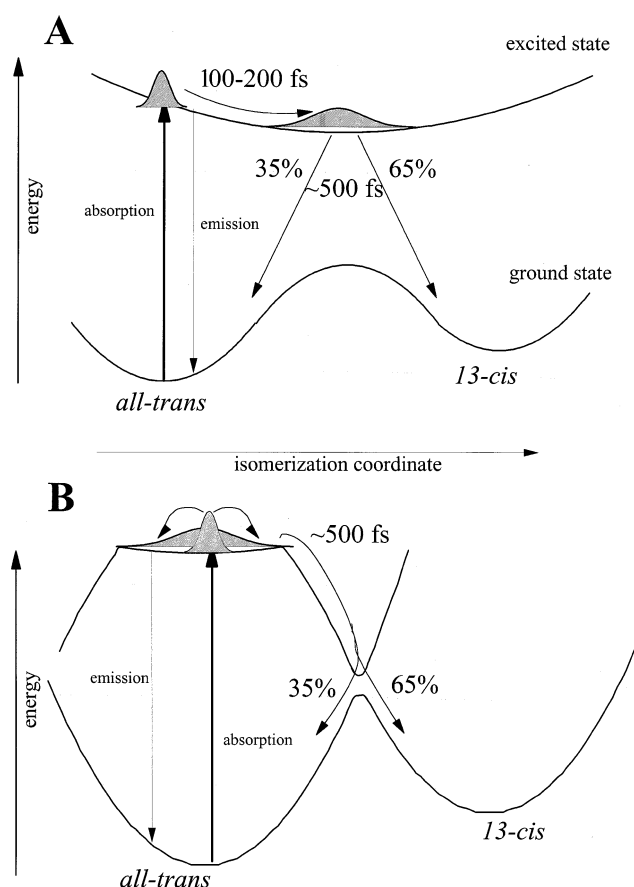 A
excited state
100-200 fs
35%
65%
~500 fs
energy
absorption
emission
ground state
13-cis
all-trans
isomerization coordinate
B
~500 fs
emission
35%
65%
energy
absorption
13-cis
all-trans